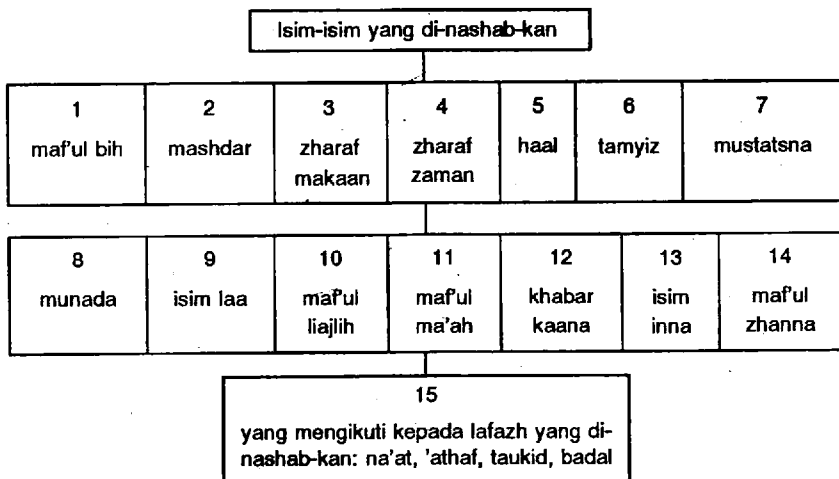 Isim-isim yang di-nashab-kan
1 2 3 4 5 6 7
maf'ul bih mashdar zharaf zharaf haal tamyiz mustatsna
makaan zaman
8 9 10 11 12 13 14
munada isim laa maf'ul maf'ul khabar isim maf'ul
liajlih ma'ah kaana inna zhanna
15
yang mengikuti kepada lafazh yang di-
nashab-kan: na'at, 'athaf, taukid, badal